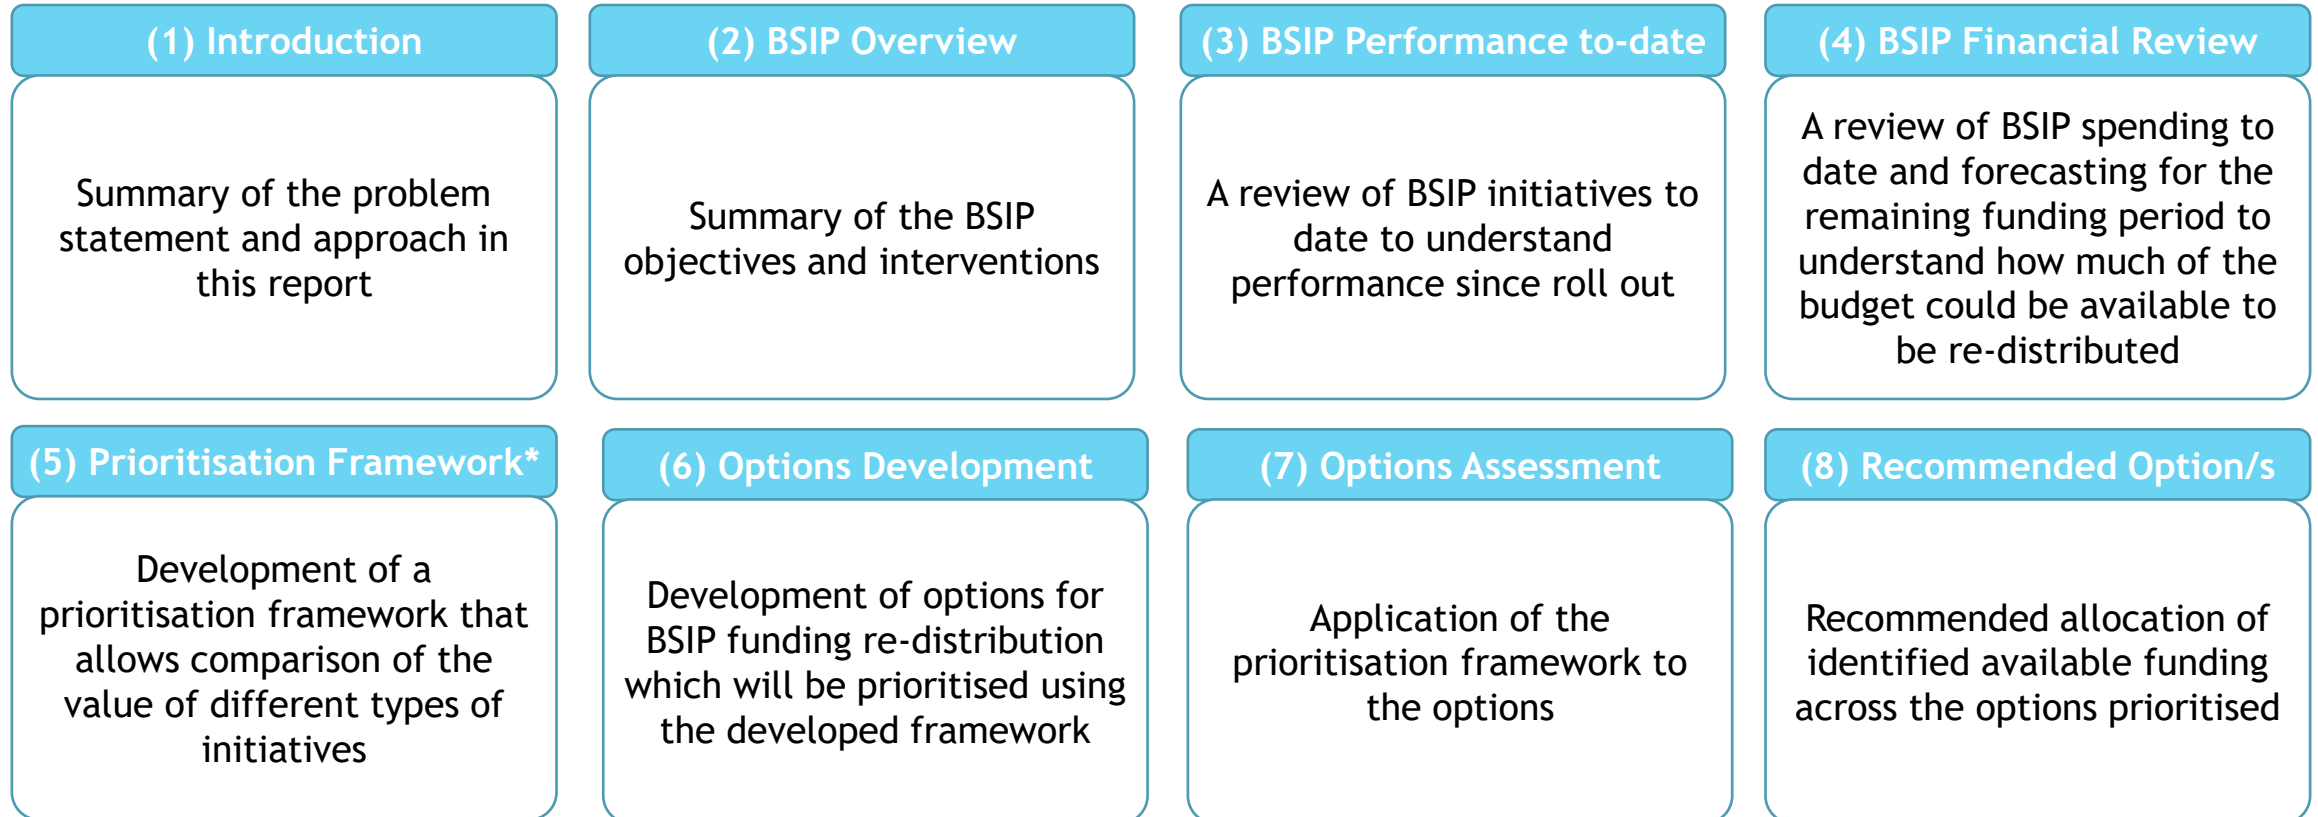 (1) Introduction
Summary of the problem
statement and approach in
this report
(2) BSIP Overview
Summary of the BSIP
objectives and interventions
(3) BSIP Performance to-date
A review of BSIP initiatives to
date to understand
performance since roll out
(4) BSIP Financial Review
A review of BSIP spending to
date and forecasting for the
remaining funding period to
understand how much of the
budget could be available to
be re-distributed
(5) Prioritisation Framework*
Development of a
prioritisation framework that
allows comparison of the
value of different types of
initiatives
(6) Options Development
Development of options for
BSIP funding re-distribution
which will be prioritised using
the developed framework
(7) Options Assessment
Application of the
prioritisation framework to
the options
(8) Recommended Option/s
Recommended allocation of
identified available funding
across the options prioritised